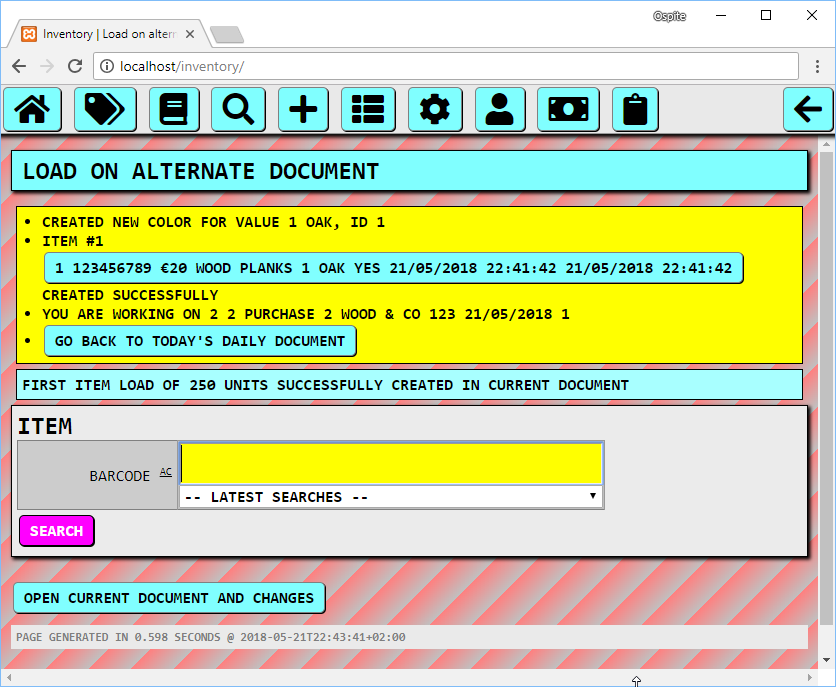 Ospite
Inventory | Load on altern
localhost/inventory/
LOAD ON ALTERNATE DOCUMENT
• CREATED NEW COLOR FOR VALUE 1 OAK, ID 1
• ITEM #1
1 123456789 €20 WOOD PLANKS 1 OAK YES 21/05/2018 22:41:42 21/05/2018 22:41:42
CREATED SUCCESSFULLY
• YOU ARE WORKING ON 2 2 PURCHASE 2 WOOD & CO 123 21/05/2018 1
• GO BACK TO TODAY'S DAILY DOCUMENT
FIRST ITEM LOAD OF 250 UNITS SUCCESSFULLY CREATED IN CURRENT DOCUMENT
ITEM
BARCODE AC
-- LATEST SEARCHES --
SEARCH
OPEN CURRENT DOCUMENT AND CHANGES
PAGE GENERATED IN 0.598 SECONDS @ 2018-05-21T22:43:41+02:00